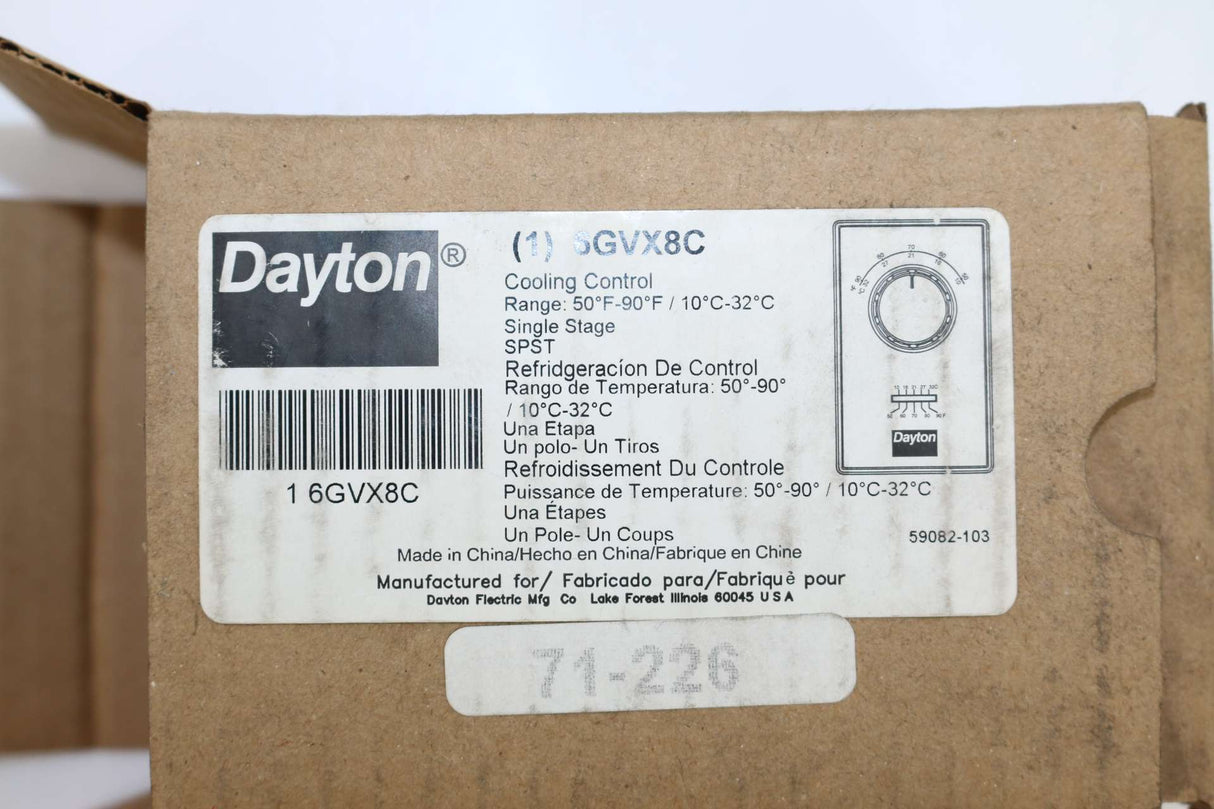 Dayton®
(1) 6GVX8C
Cooling Control
Range: 50°F-90°F / 10°C-32°C
Single Stage
SPST
Refridgeracíon De Control
Rango de Temperatura: 50°-90°
/ 10°C-32°C
Una Etapa
Un polo- Un Tiros
Refroidissement Du Controle
Puissance de Temperature: 50°-90° / 10°C-32°C
Una Étapes
Un Pole- Un Coups
1 6GVX8C
70
21
Dayton
59082-103
Made in China/Hecho en China/Fabrique en Chine
Manufactured for/ Fabricado para/Fabriquè pour
Dayton Electric Mfg Co Lake Forest Illinois 60045 U S A
71-226